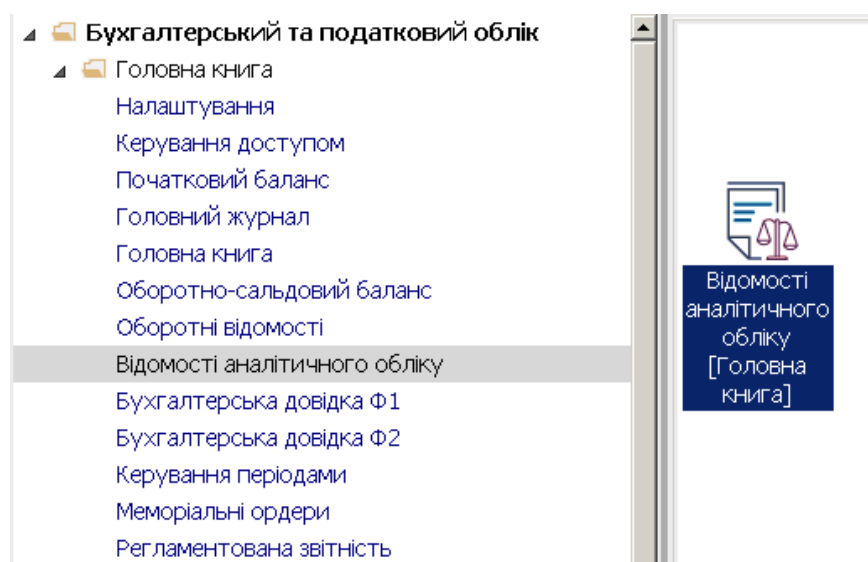 Бухгалтерський та податковий облік
Головна книга
Налаштування
Керування доступом
Початковий баланс
Головний журнал
Головна книга
Оборотно-сальдовий баланс
Оборотні відомості
Відомості аналітичного обліку
Бухгалтерська довідка Ф1
Бухгалтерська довідка Ф2
Керування періодами
Меморіальні ордери
Регламентована звітність
Відомості
аналітичного
обліку
[Головна
книга]